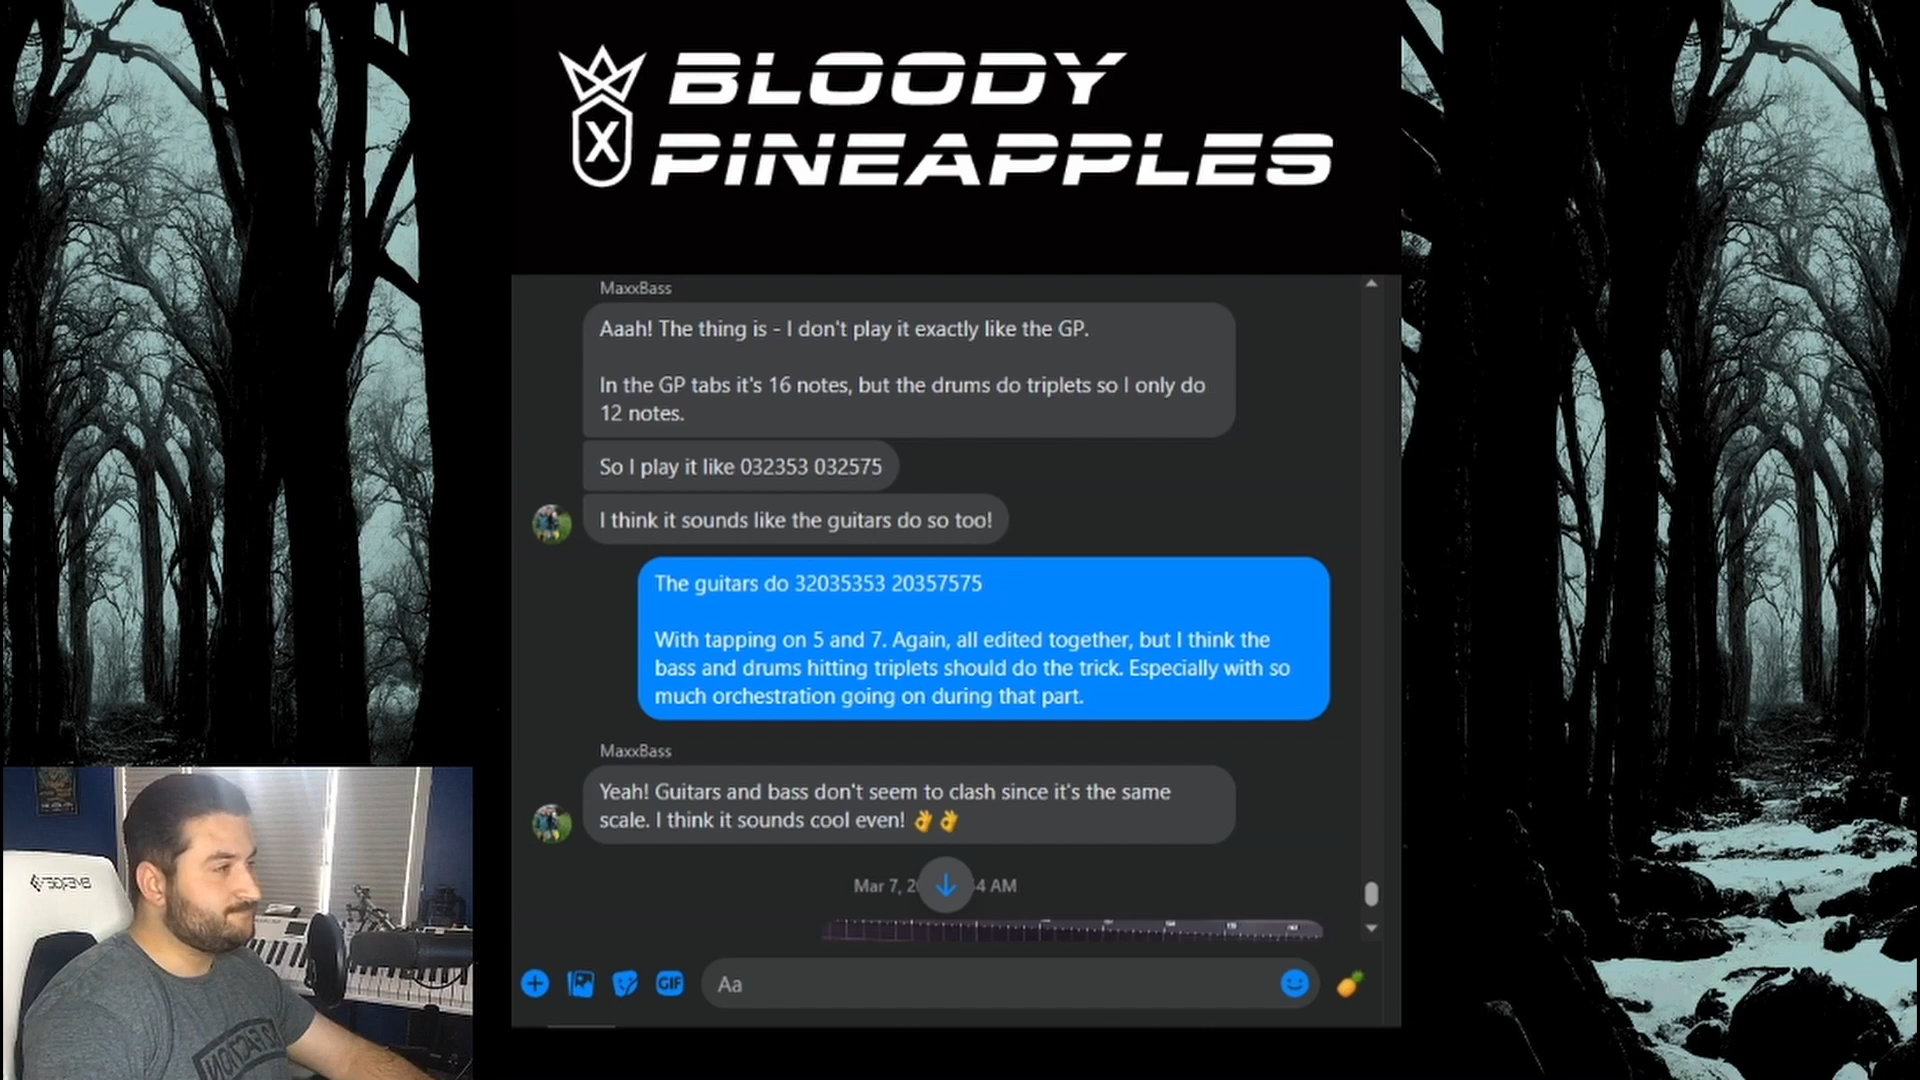 BLOODY
X PINEAPPLES
MaxxBass
Aaah! The thing is - I don't play it exactly like the GP.
In the GP tabs it's 16 notes, but the drums do triplets so I only do
12 notes.
So I play it like 032353 032575
I think it sounds like the guitars do so too!
The guitars do 32035353 20357575
With tapping on 5 and 7. Again, all edited together, but I think the
bass and drums hitting triplets should do the trick. Especially with so
much orchestration going on during that part.
MaxxBass
Yeah! Guitars and bass don't seem to clash since it's the same
scale. I think it sounds cool even! 👌👌
Mar 7, 2 4 AM
GIF
Aa